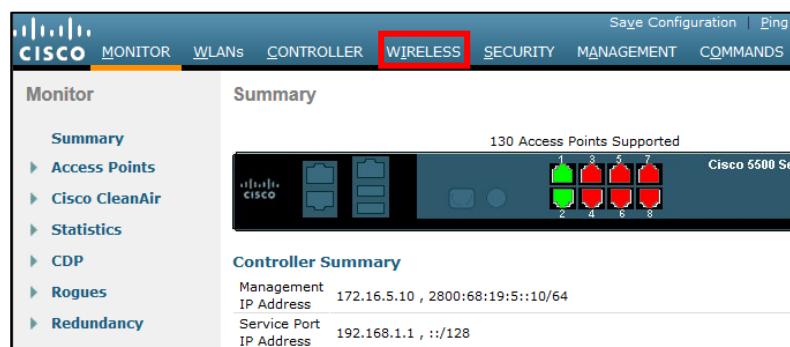 Save Configuration | Ping
CISCO MONITOR WLANs CONTROLLER WIRELESS SECURITY MANAGEMENT COMMANDS
Monitor
Summary
Access Points
Cisco CleanAir
Statistics
CDP
Rogues
Redundancy
Summary
130 Access Points Supported
cisco
1 3 5 7
2 4 6 8
Cisco 5500 Se
Controller Summary
Management
IP Address
172.16.5.10 , 2800:68:19:5::10/64
Service Port
IP Address
192.168.1.1 , ::/128